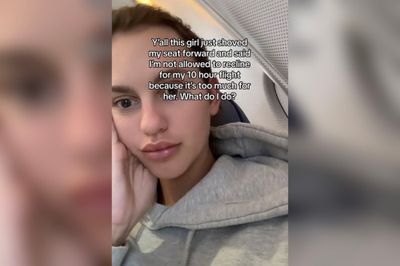 Y'all this girl just shoved
my seat forward and said
I'm not allowed to recline
for my 10 hour flight
because it's too much for
her. What do I do?